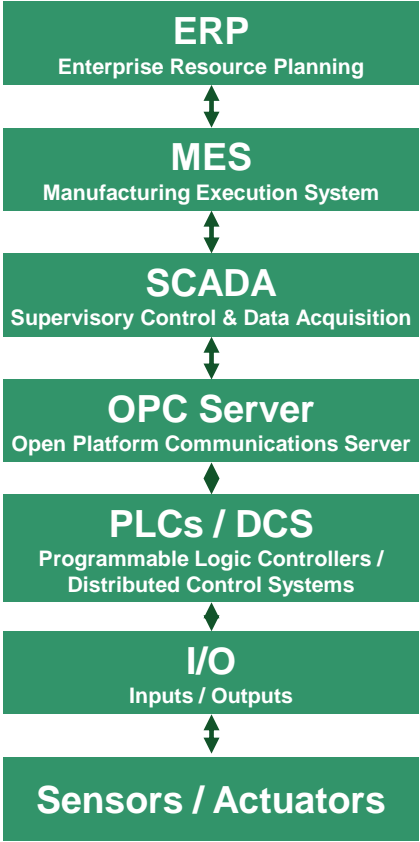 ERP
Enterprise Resource Planning
MES
Manufacturing Execution System
SCADA
Supervisory Control & Data Acquisition
OPC Server
Open Platform Communications Server
PLCs / DCS
Programmable Logic Controllers /
Distributed Control Systems
I/O
Inputs / Outputs
Sensors / Actuators